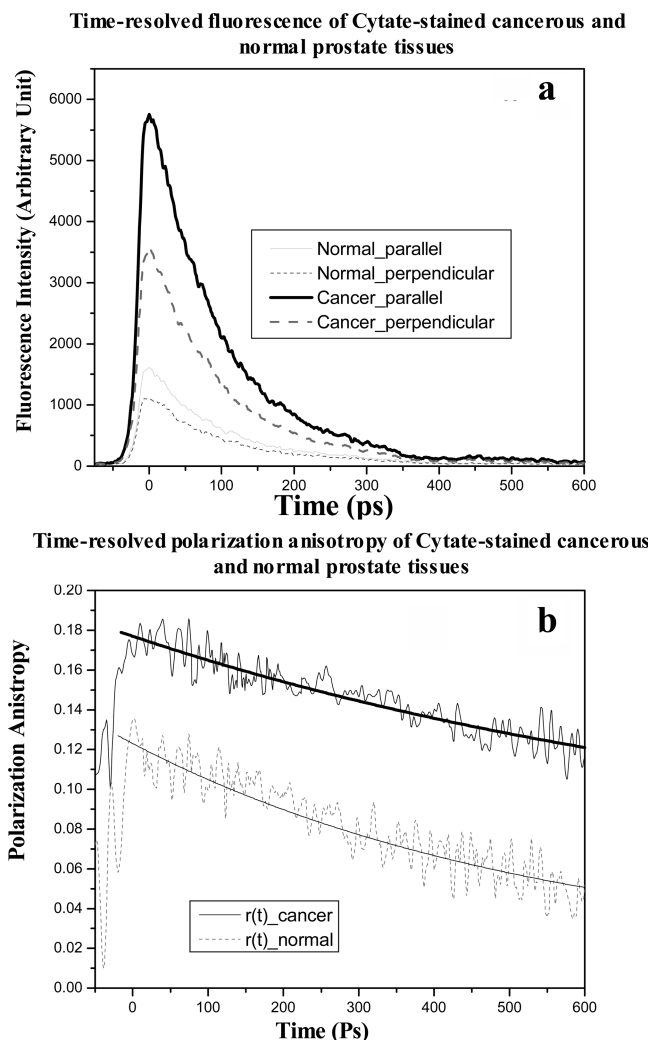 Time-resolved fluorescence of Cytate-stained cancerous and
normal prostate tissues
a
6000
5000
4000
3000
2000
1000
0
Fluorescence Intensity (Arbitrary Unit)
Normal_parallel
Normal_perpendicular
Cancer_parallel
Cancer_perpendicular
0 100 200 300 400 500 600
Time (ps)
Time-resolved polarization anisotropy of Cytate-stained cancerous
and normal prostate tissues
b
0.20
0.18
0.16
0.14
0.12
0.10
0.08
0.06
0.04
0.02
0.00
Polarization Anistropy
r(t)_cancer
r(t)_normal
0 100 200 300 400 500 600
Time (Ps)